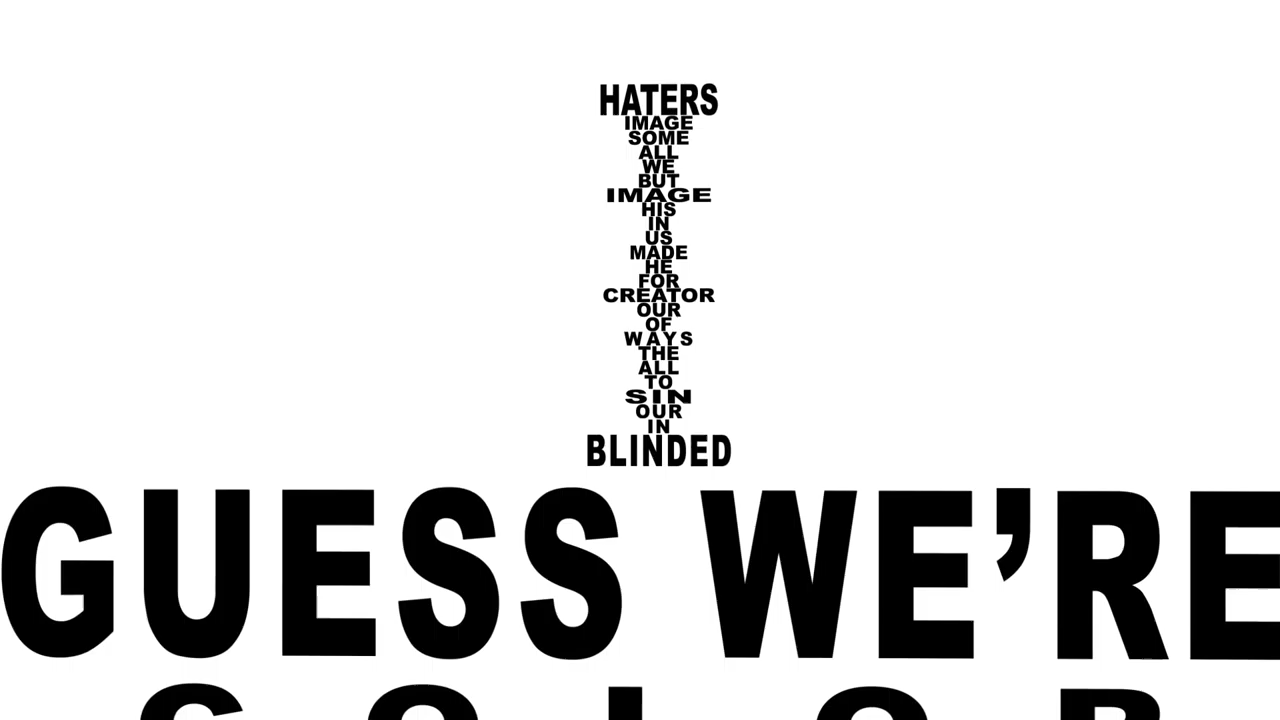 HATERS
IMAGE
SOME
ALL
WE
BUT
IMAGE
HIS
IN
US
MADE
HE
FOR
CREATOR
OUR
OF
WAYS
THE
ALL
TO
SIN
OUR
IN
BLINDED
GUESS WE’RE